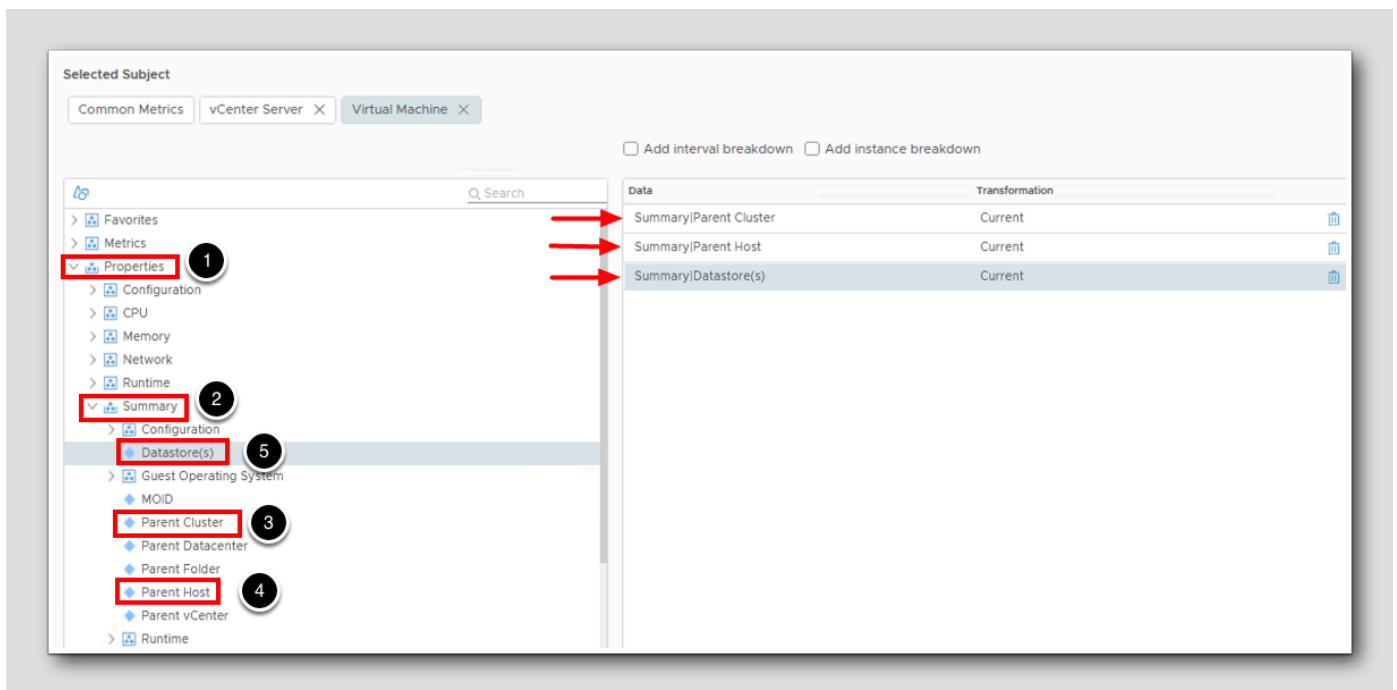 Selected Subject
Common Metrics vCenter Server Virtual Machine
Add interval breakdown Add instance breakdown
Search Data Transformation
Favorites Summary|Parent Cluster Current
Metrics Summary|Parent Host Current
Properties 1 Summary|Datastore(s) Current
Configuration
CPU
Memory
Network
Runtime
Summary 2
Configuration
Datastore(s) 5
Guest Operating System
MOID
Parent Cluster 3
Parent Datacenter
Parent Folder
Parent Host 4
Parent vCenter
Runtime